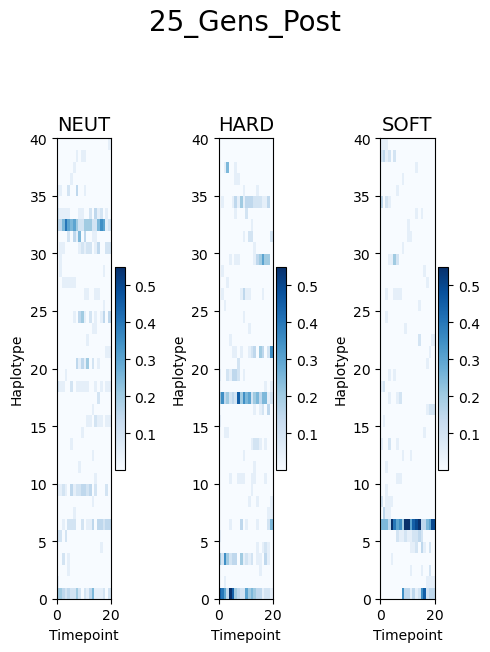 25_Gens_Post
NEUT HARD SOFT
40 40 40
35 35 35
30 30 30
25 25 25
20 20 20
15 15 15
10 10 10
5 5 5
0 0 0
Haplotype Haplotype Haplotype
0.5 0.5 0.5
0.4 0.4 0.4
0.3 0.3 0.3
0.2 0.2 0.2
0.1 0.1 0.1
0 20 0 20 0 20
Timepoint Timepoint Timepoint